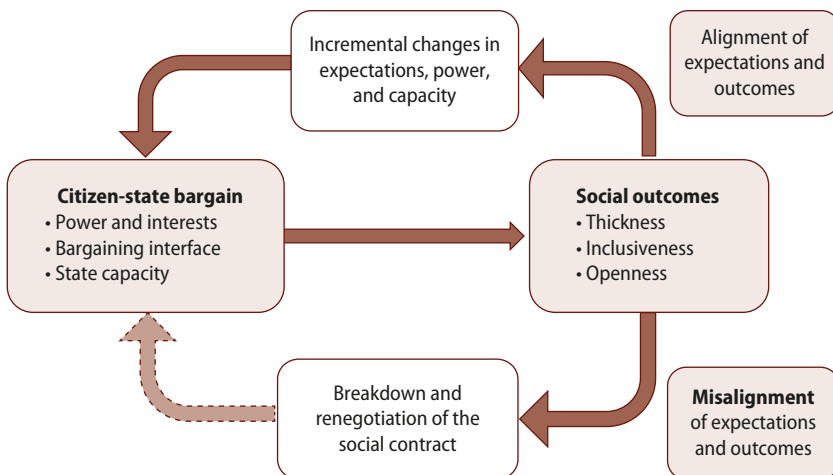 Incremental changes in
expectations, power,
and capacity
Alignment of
expectations and
outcomes
Citizen-state bargain
• Power and interests
• Bargaining interface
• State capacity
Social outcomes
• Thickness
• Inclusiveness
• Openness
Breakdown and
renegotiation of the
social contract
Misalignment
of expectations
and outcomes